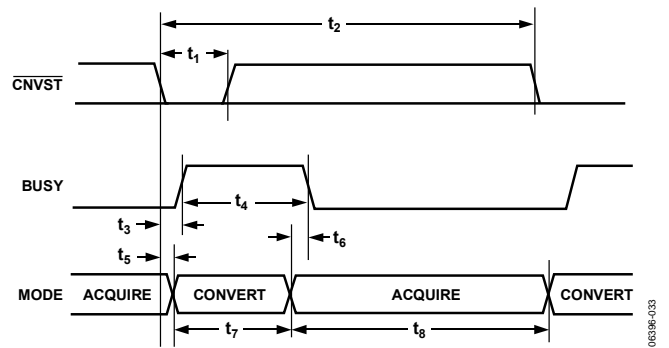 t2
t1
CNVST
BUSY
t4
t3
t6
t5
MODE ACQUIRE CONVERT ACQUIRE CONVERT
t7 t8
06396-033